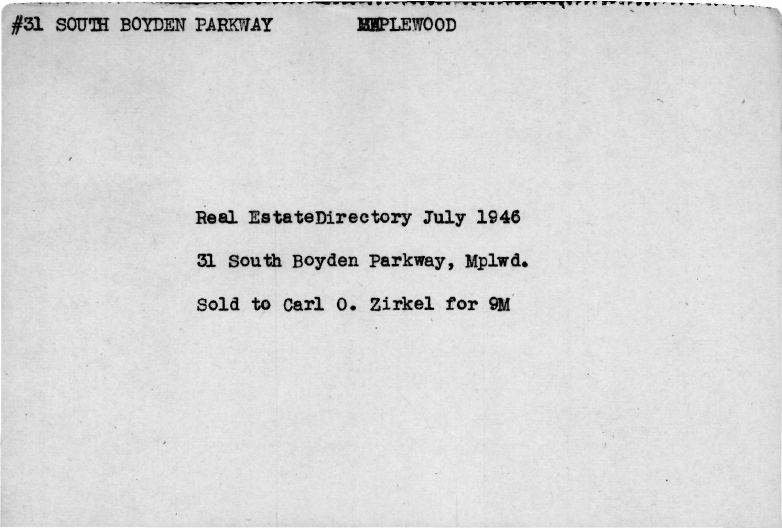 #31 SOUTH BOYDEN PARKWAY MAPLEWOOD
Real EstateDirectory July 1946
31 South Boyden Parkway, Mplwd.
Sold to Carl O. Zirkel for 9M